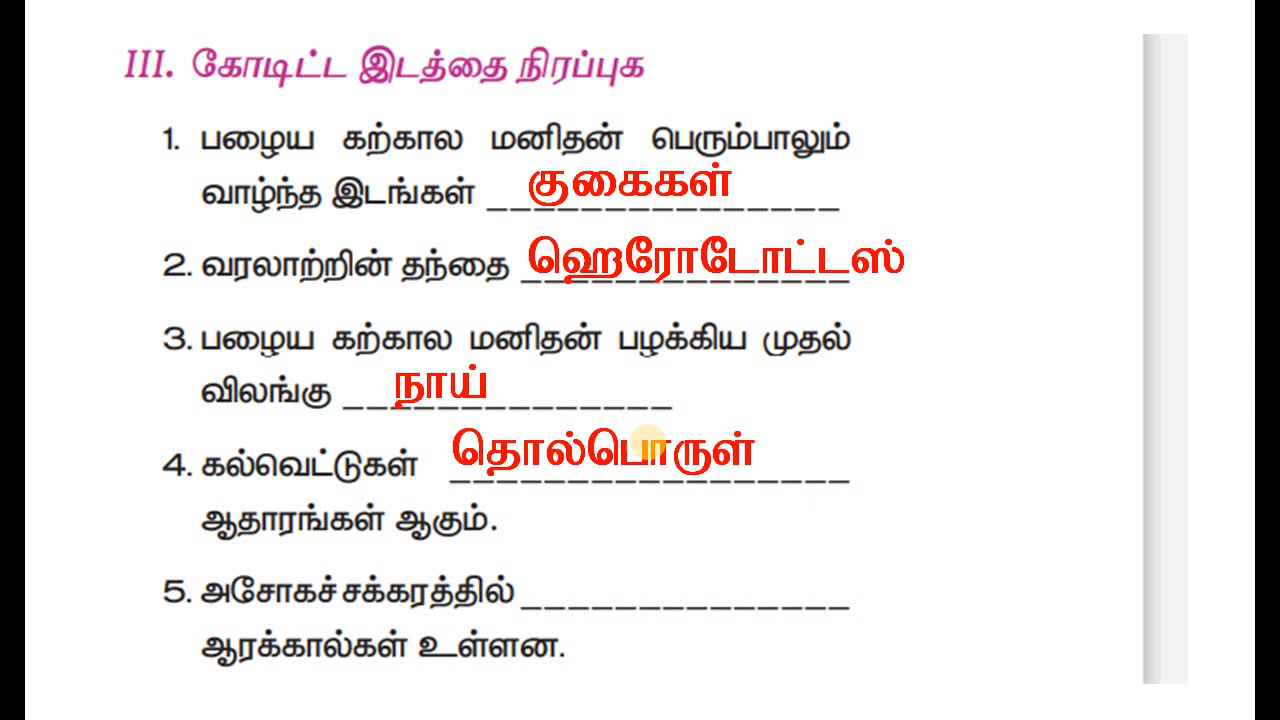 III. கோடிட்ட இடத்தை நிரப்புக
1. பழைய கற்கால மனிதன் பெரும்பாலும்
வாழ்ந்த இடங்கள் _ _ _ _ _ _ _ _ _ _ _ _ _ _ _ குகைகள்
2. வரலாற்றின் தந்தை _ _ _ _ _ _ _ _ _ _ _ _ _ _ ஹெரோடோட்டஸ்
3. பழைய கற்கால மனிதன் பழக்கிய முதல்
விலங்கு _ _ _ _ _ _ _ _ _ _ _ _ _ _ நாய்
4. கல்வெட்டுகள் _ _ _ _ _ _ _ _ _ _ _ _ _ _ _ _ _ தொல்பொருள்
ஆதாரங்கள் ஆகும்.
5. அசோகச்சக்கரத்தில் _ _ _ _ _ _ _ _ _ _ _ _ _ _
ஆரக்கால்கள் உள்ளன.